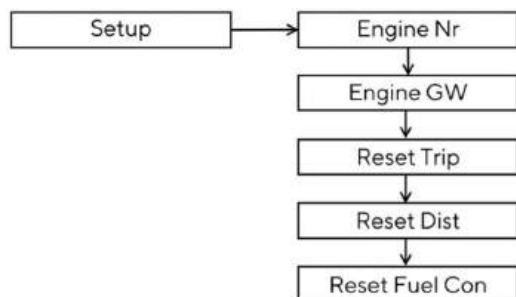 Setup
Engine Nr
Engine GW
Reset Trip
Reset Dist
Reset Fuel Con